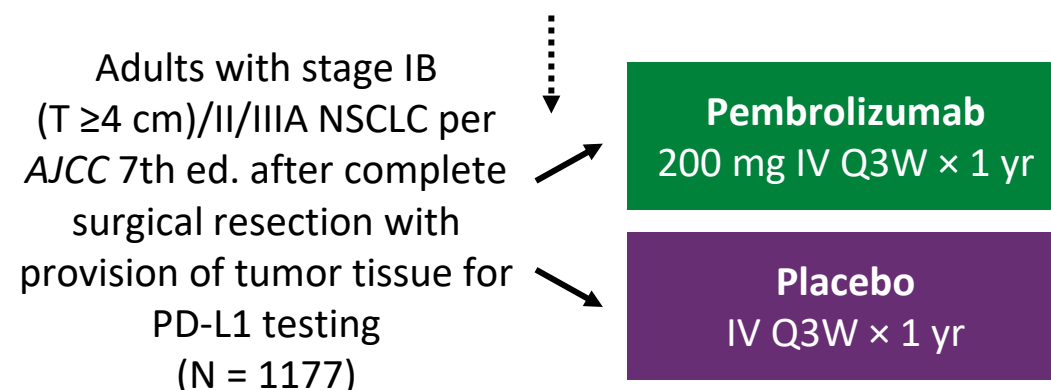 Adults with stage IB
(T ≥4 cm)/II/IIIA NSCLC per
AJCC 7th ed. after complete
surgical resection with
provision of tumor tissue for
PD-L1 testing
(N = 1177)
Pembrolizumab
200 mg IV Q3W × 1 yr
Placebo
IV Q3W × 1 yr